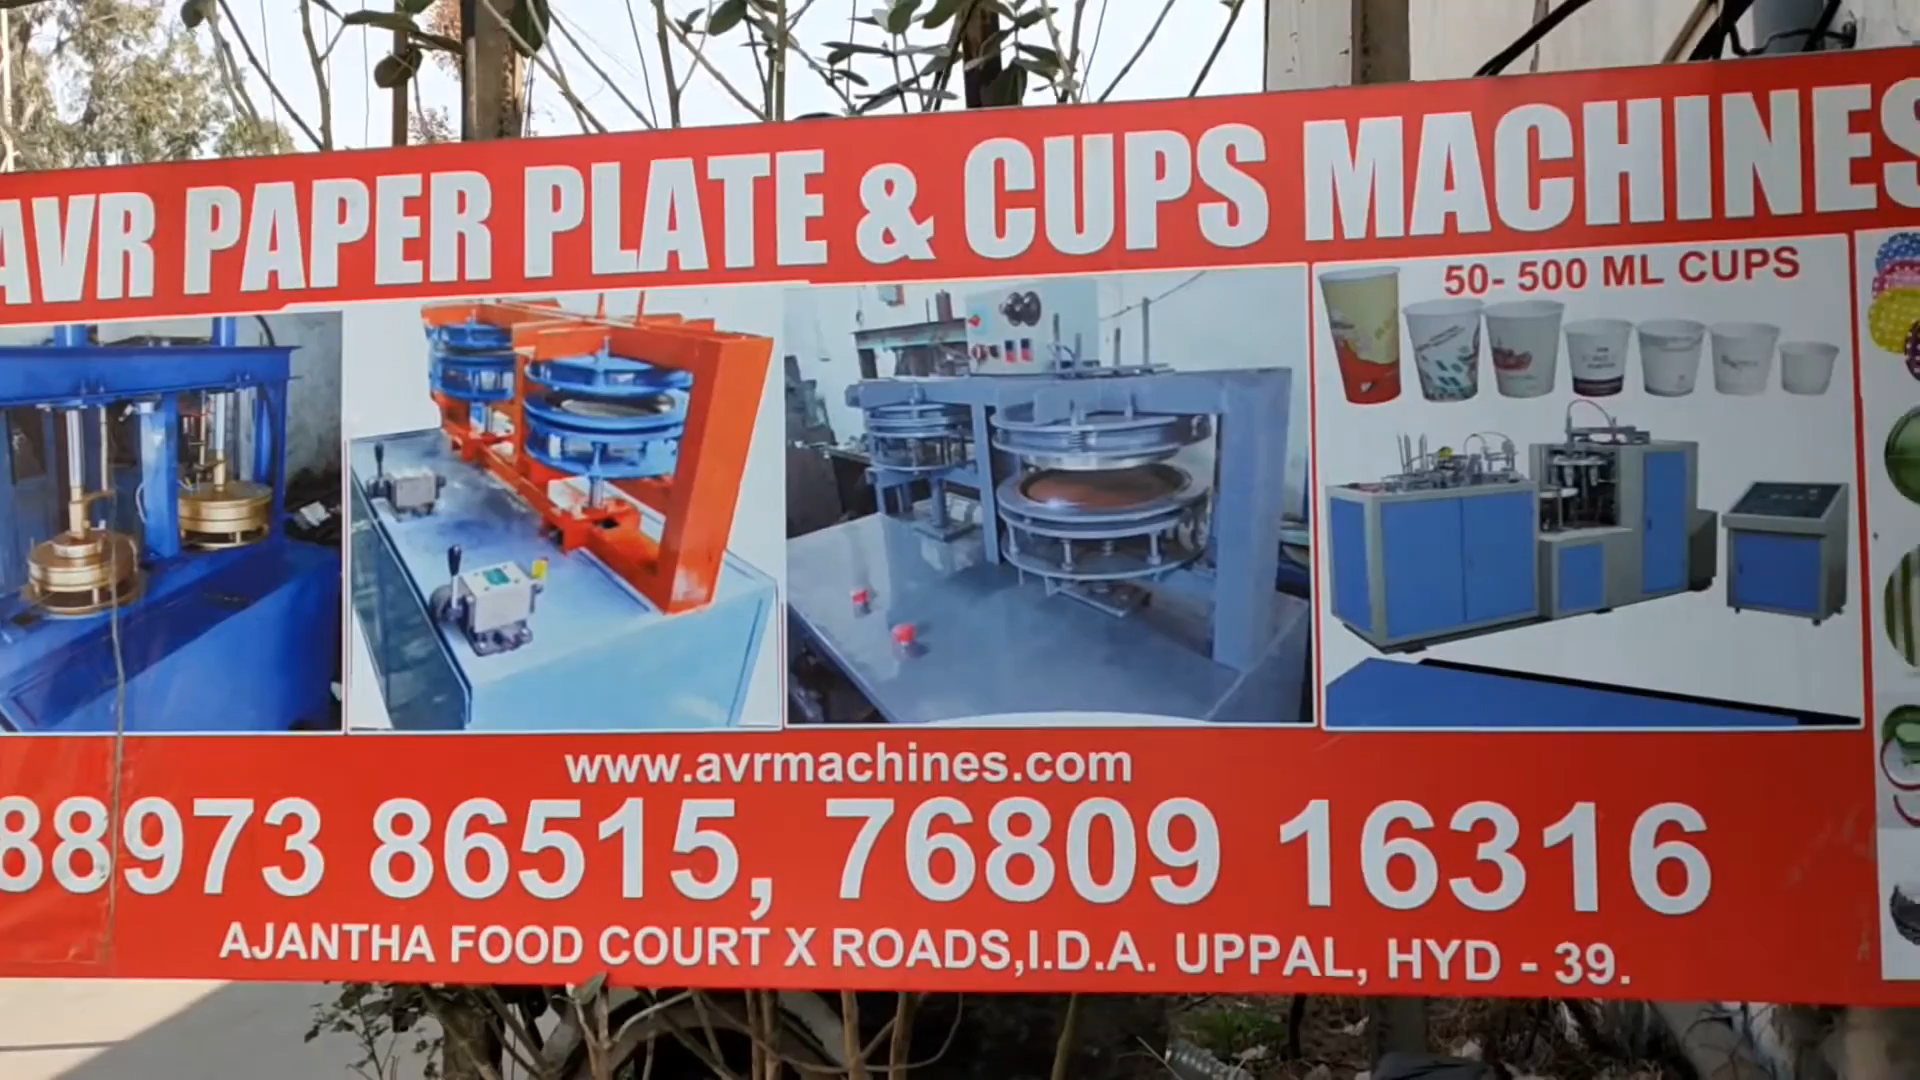 AVR PAPER PLATE & CUPS MACHINES
50- 500 ML CUPS
www.avrmachines.com
88973 86515, 76809 16316
AJANTHA FOOD COURT X ROADS,I.D.A. UPPAL, HYD - 39.